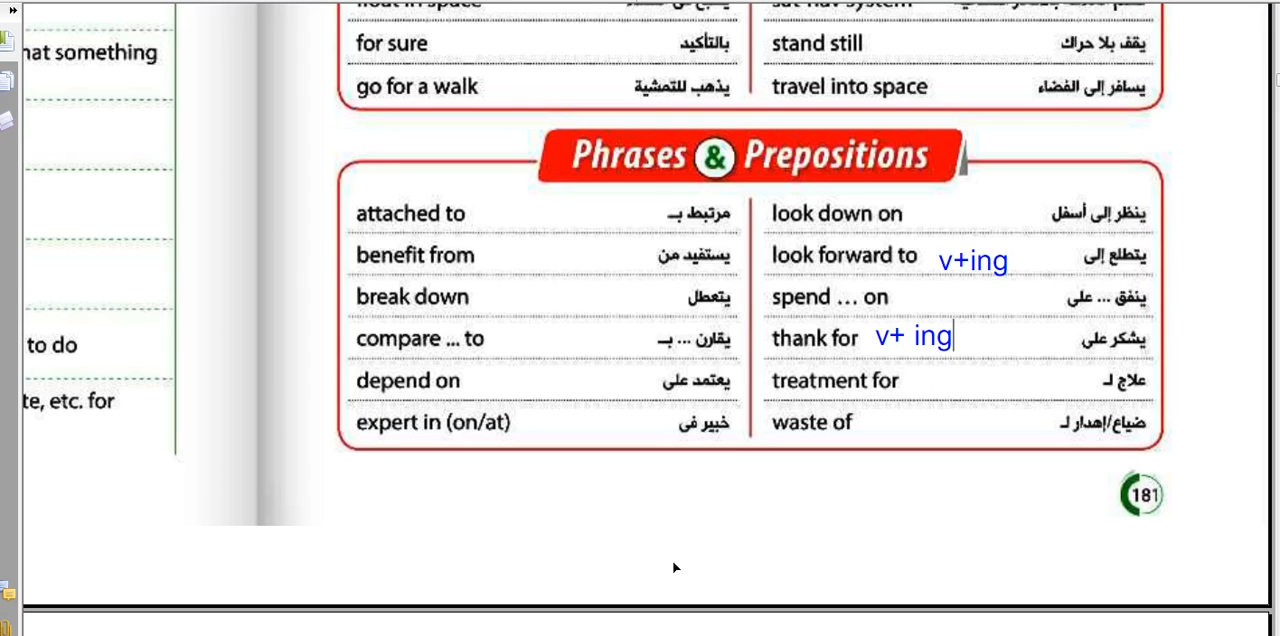 hat something
to do
te, etc. for
for sure بالتأكيد
stand still يقف بلا حراك
go for a walk يذهب للتمشية
travel into space يسافر إلى الفضاء
Phrases & Prepositions
attached to مرتبط بـ
look down on ينظر إلى أسفل
benefit from يستفيد من
look forward to v+ing يتطلع إلى
break down يتعطل
spend ... on ينفق ... على
compare ... to يقارن ... بـ
thank for v+ ing يشكر على
depend on يعتمد على
treatment for علاج لـ
expert in (on/at) خبير فى
waste of ضياع/إهدار لـ
181